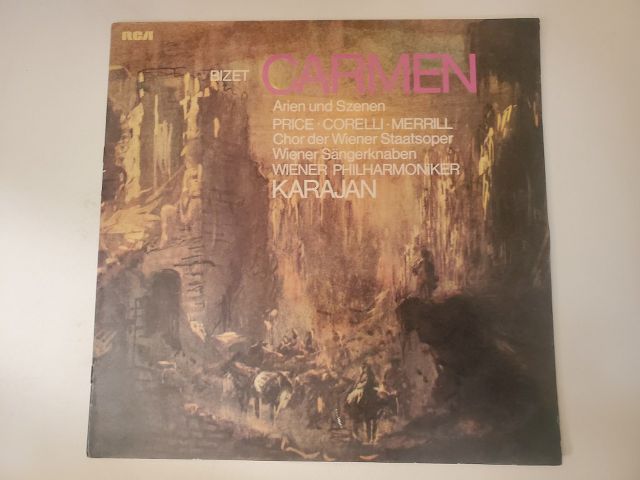 RCA
BIZET CARMEN
Arien und Szenen
PRICE · CORELLI - MERRILL
Chor der Wiener Staatsoper
Wiener Sängerknaben
WIENER PHILHARMONIKER
KARAJAN